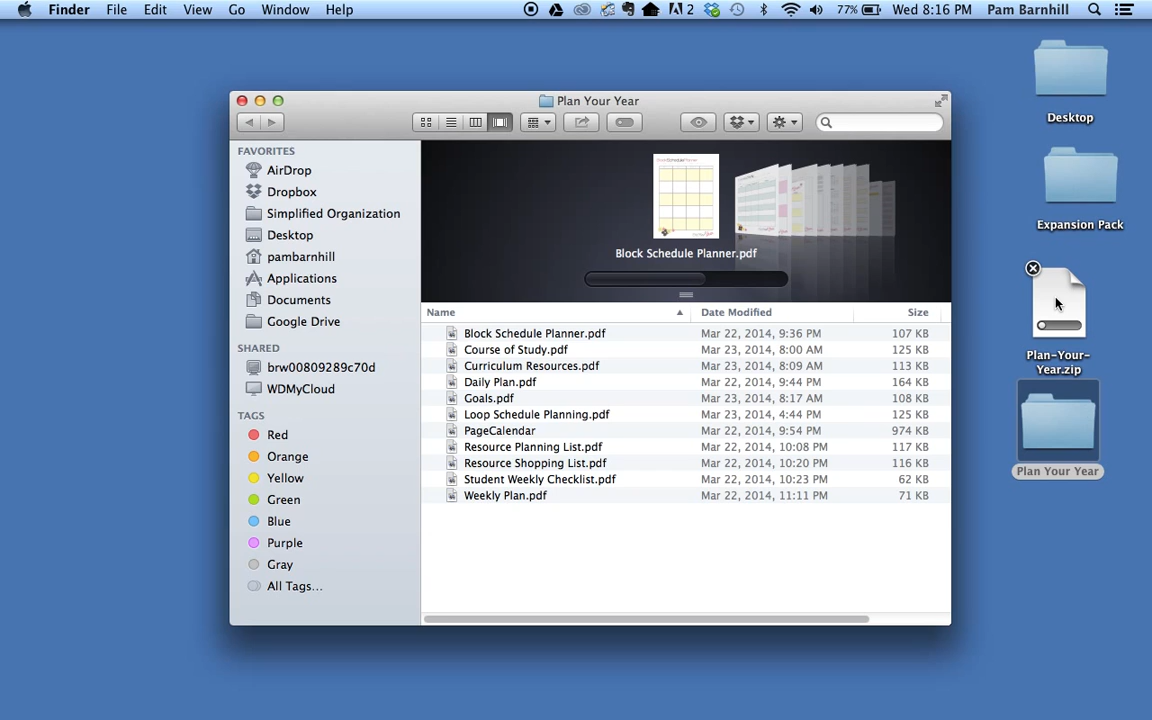 Finder File Edit View Go Window Help 2 77% Wed 8:16 PM Pam Barnhill
Plan Your Year
FAVORITES
AirDrop
Dropbox
Simplified Organization
Desktop
pambarnhill
Applications
Documents
Google Drive
SHARED
brw00809289c70d
WDMyCloud
TAGS
Red
Orange
Yellow
Green
Blue
Purple
Gray
All Tags...
Block Schedule Planner.pdf
Name Date Modified Size
Block Schedule Planner.pdf Mar 22, 2014, 9:36 PM 107 KB
Course of Study.pdf Mar 23, 2014, 8:00 AM 125 KB
Curriculum Resources.pdf Mar 23, 2014, 8:09 AM 113 KB
Daily Plan.pdf Mar 22, 2014, 9:44 PM 164 KB
Goals.pdf Mar 23, 2014, 8:17 AM 108 KB
Loop Schedule Planning.pdf Mar 23, 2014, 4:44 PM 125 KB
PageCalendar Mar 22, 2014, 9:54 PM 974 KB
Resource Planning List.pdf Mar 22, 2014, 10:08 PM 117 KB
Resource Shopping List.pdf Mar 22, 2014, 10:20 PM 116 KB
Student Weekly Checklist.pdf Mar 22, 2014, 10:23 PM 62 KB
Weekly Plan.pdf Mar 22, 2014, 11:11 PM 71 KB
Desktop
Expansion Pack
Plan-Your-
Year.zip
Plan Your Year